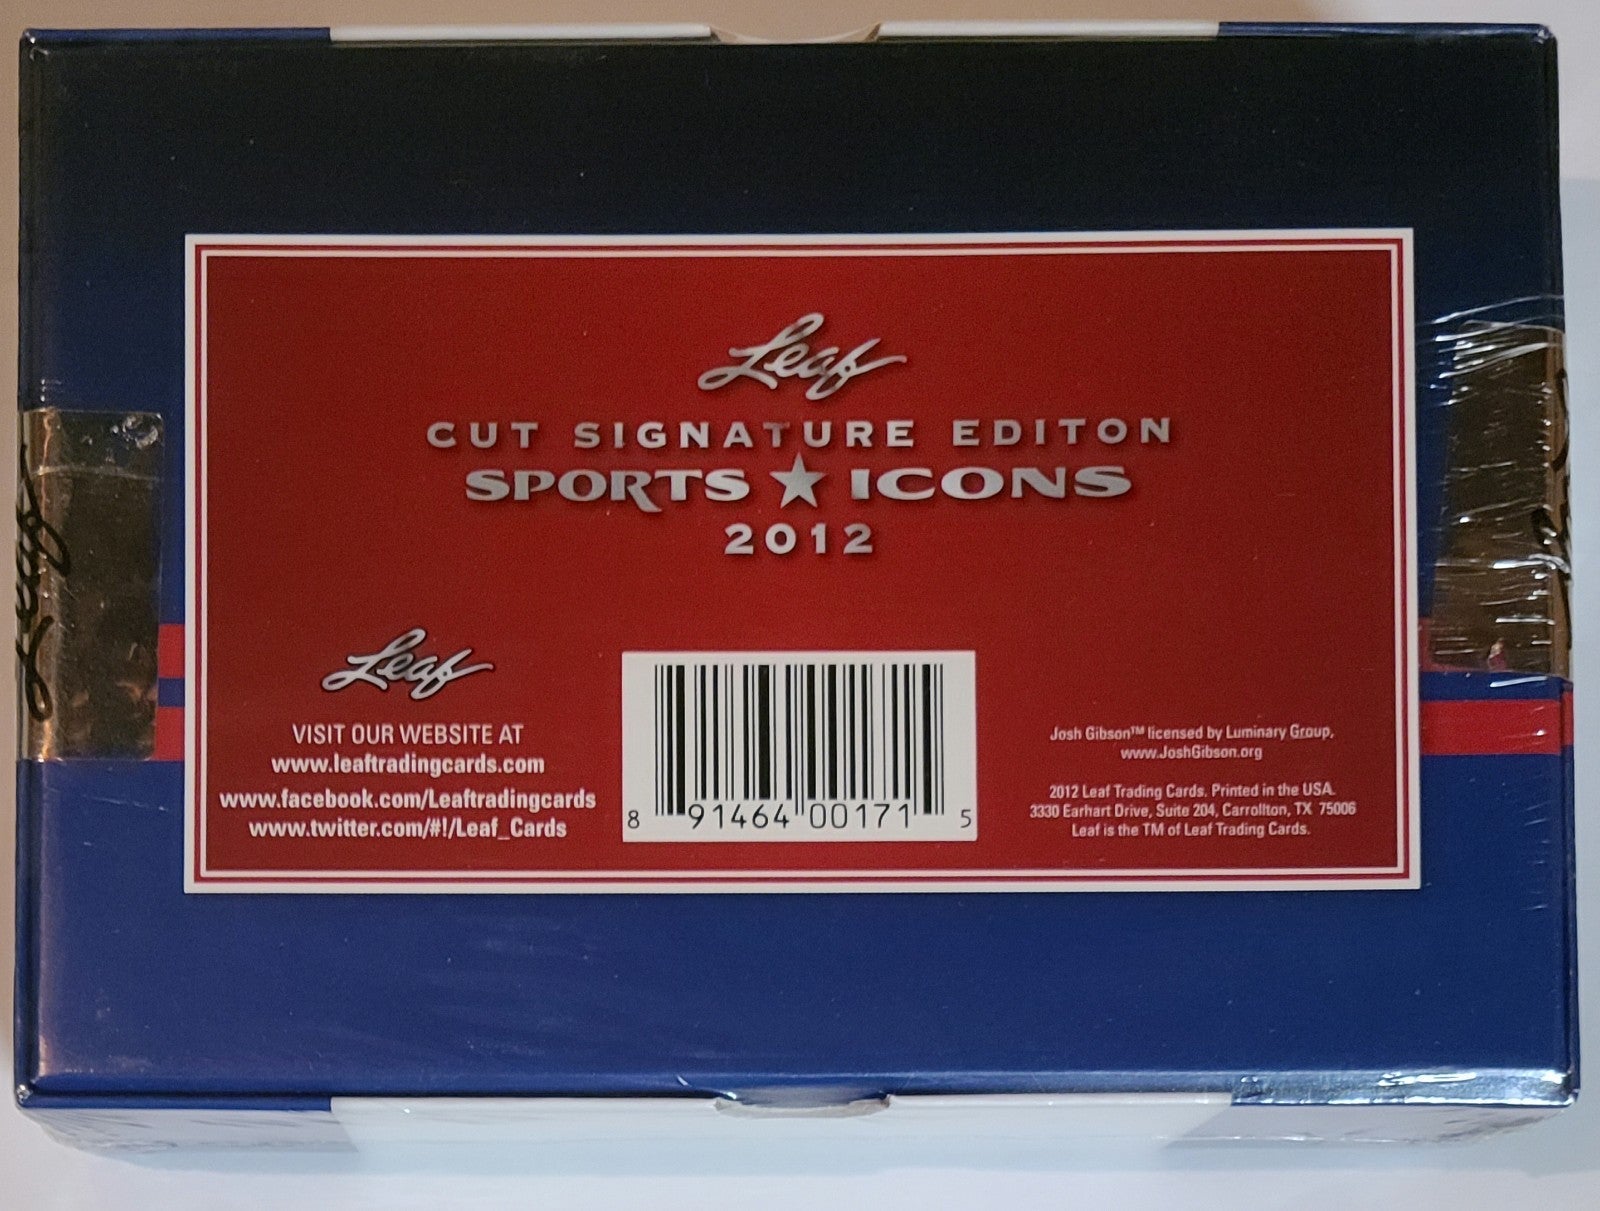 Leaf
CUT SIGNATURE EDITON
SPORTS ★ ICONS
2012
Leaf
VISIT OUR WEBSITE AT
www.leaftradingcards.com
www.facebook.com/Leaftradingcards
www.twitter.com/#!/Leaf_Cards
8 91464 00171 5
Josh Gibson™ licensed by Luminary Group.
www.JoshGibson.org
2012 Leaf Trading Cards. Printed in the USA.
3330 Earhart Drive, Suite 204, Carrollton, TX 75006
Leaf is the TM of Leaf Trading Cards.
Leaf